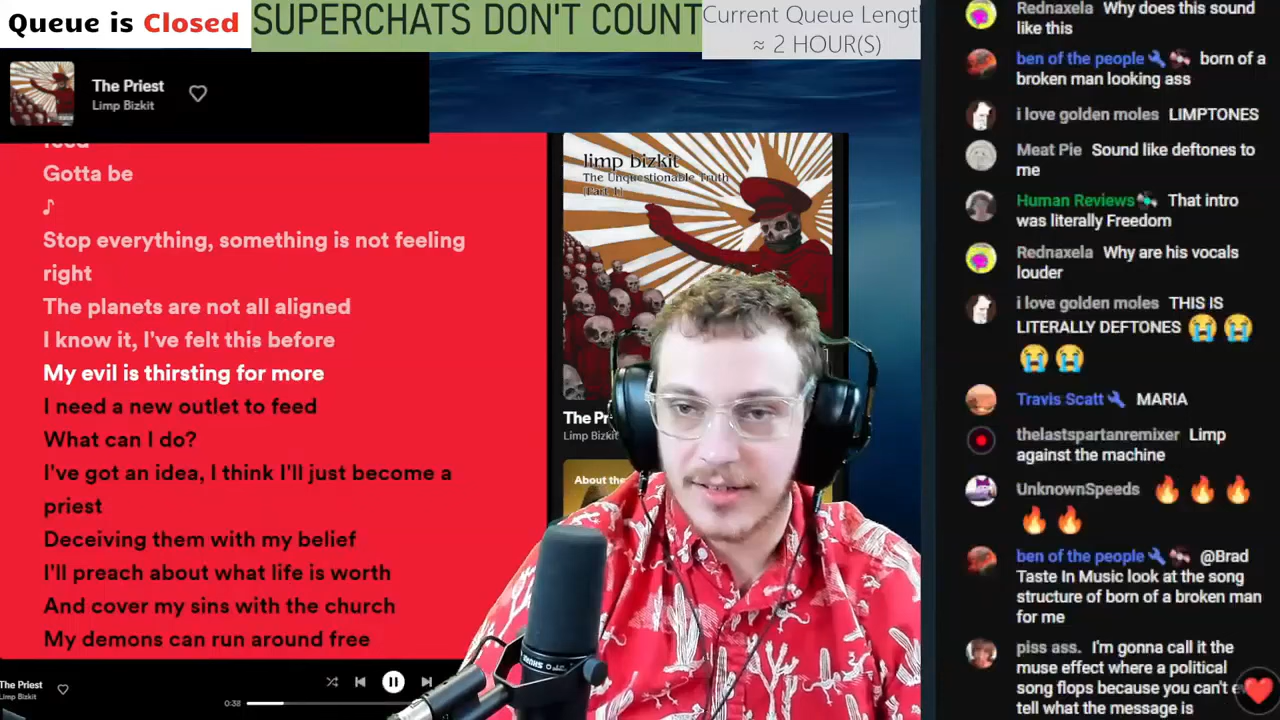 Queue is Closed
SUPERCHATS DON'T COUNT
Current Queue Lengt
≈ 2 HOUR(S)
The Priest
Limp Bizkit
feed
Gotta be
♪
Stop everything, something is not feeling
right
The planets are not all aligned
I know it, I've felt this before
My evil is thirsting for more
I need a new outlet to feed
What can I do?
I've got an idea, I think I'll just become a
priest
Deceiving them with my belief
I'll preach about what life is worth
And cover my sins with the church
My demons can run around free
limp bizkit
The Unquestionable Truth
(Part 1)
The Pr
Limp Bizkit
About the
The Priest
Limp Bizkit
0:38
SHURE
Rednaxela Why does this sound
like this
ben of the people 🔧 born of a
broken man looking ass
i love golden moles LIMPTONES
Meat Pie Sound like deftones to
me
Human Reviews That intro
was literally Freedom
Rednaxela Why are his vocals
louder
i love golden moles THIS IS
LITERALLY DEFTONES 😭 😭
😭 😭
Travis Scatt 🔧 MARIA
thelastspartanremixer Limp
against the machine
UnknownSpeeds 🔥 🔥 🔥
🔥 🔥
ben of the people 🔧 @Brad
Taste In Music look at the song
structure of born of a broken man
for me
piss ass. I'm gonna call it the
muse effect where a political
song flops because you can't e
tell what the message is